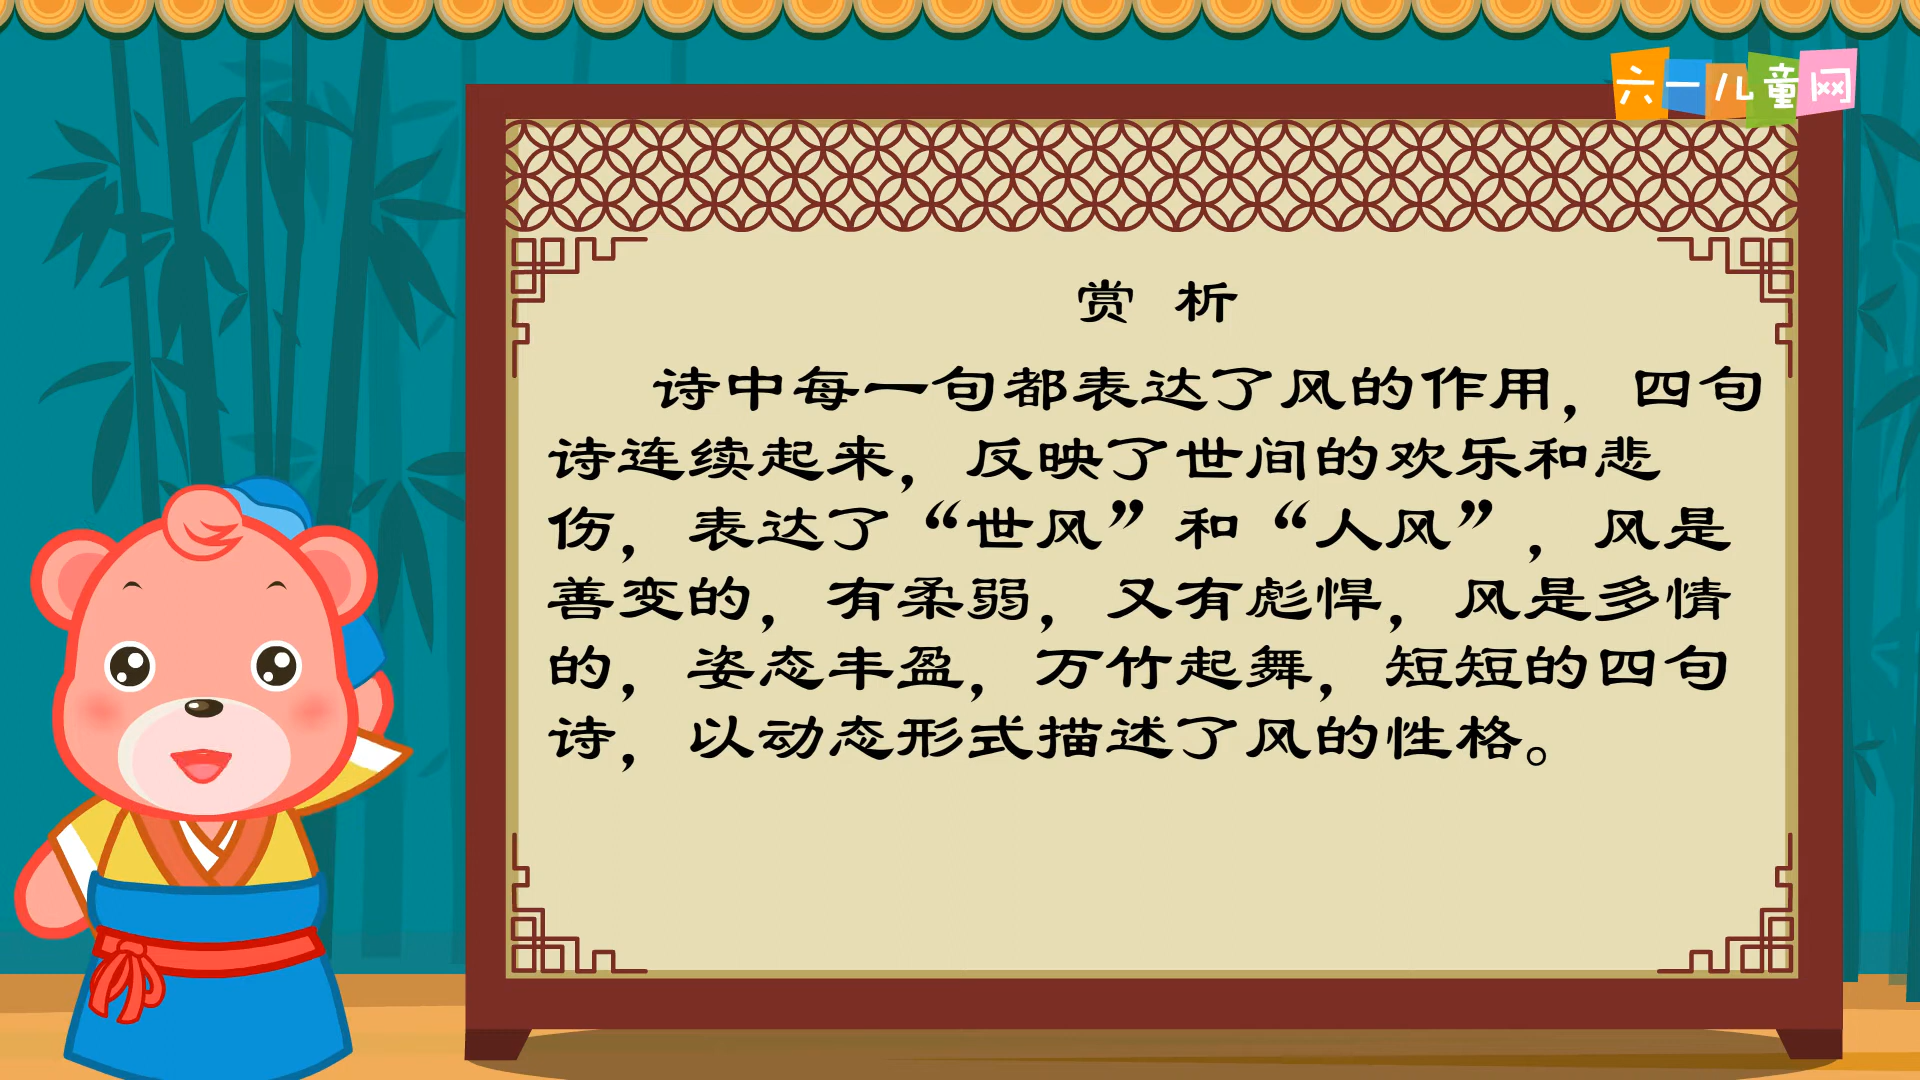 六一儿童网
赏 析
诗中每一句都表达了风的作用，四句
诗连续起来，反映了世间的欢乐和悲
伤，表达了“世风”和“人风”，风是
善变的，有柔弱，又有彪悍，风是多情
的，姿态丰盈，万竹起舞，短短的四句
诗，以动态形式描述了风的性格。